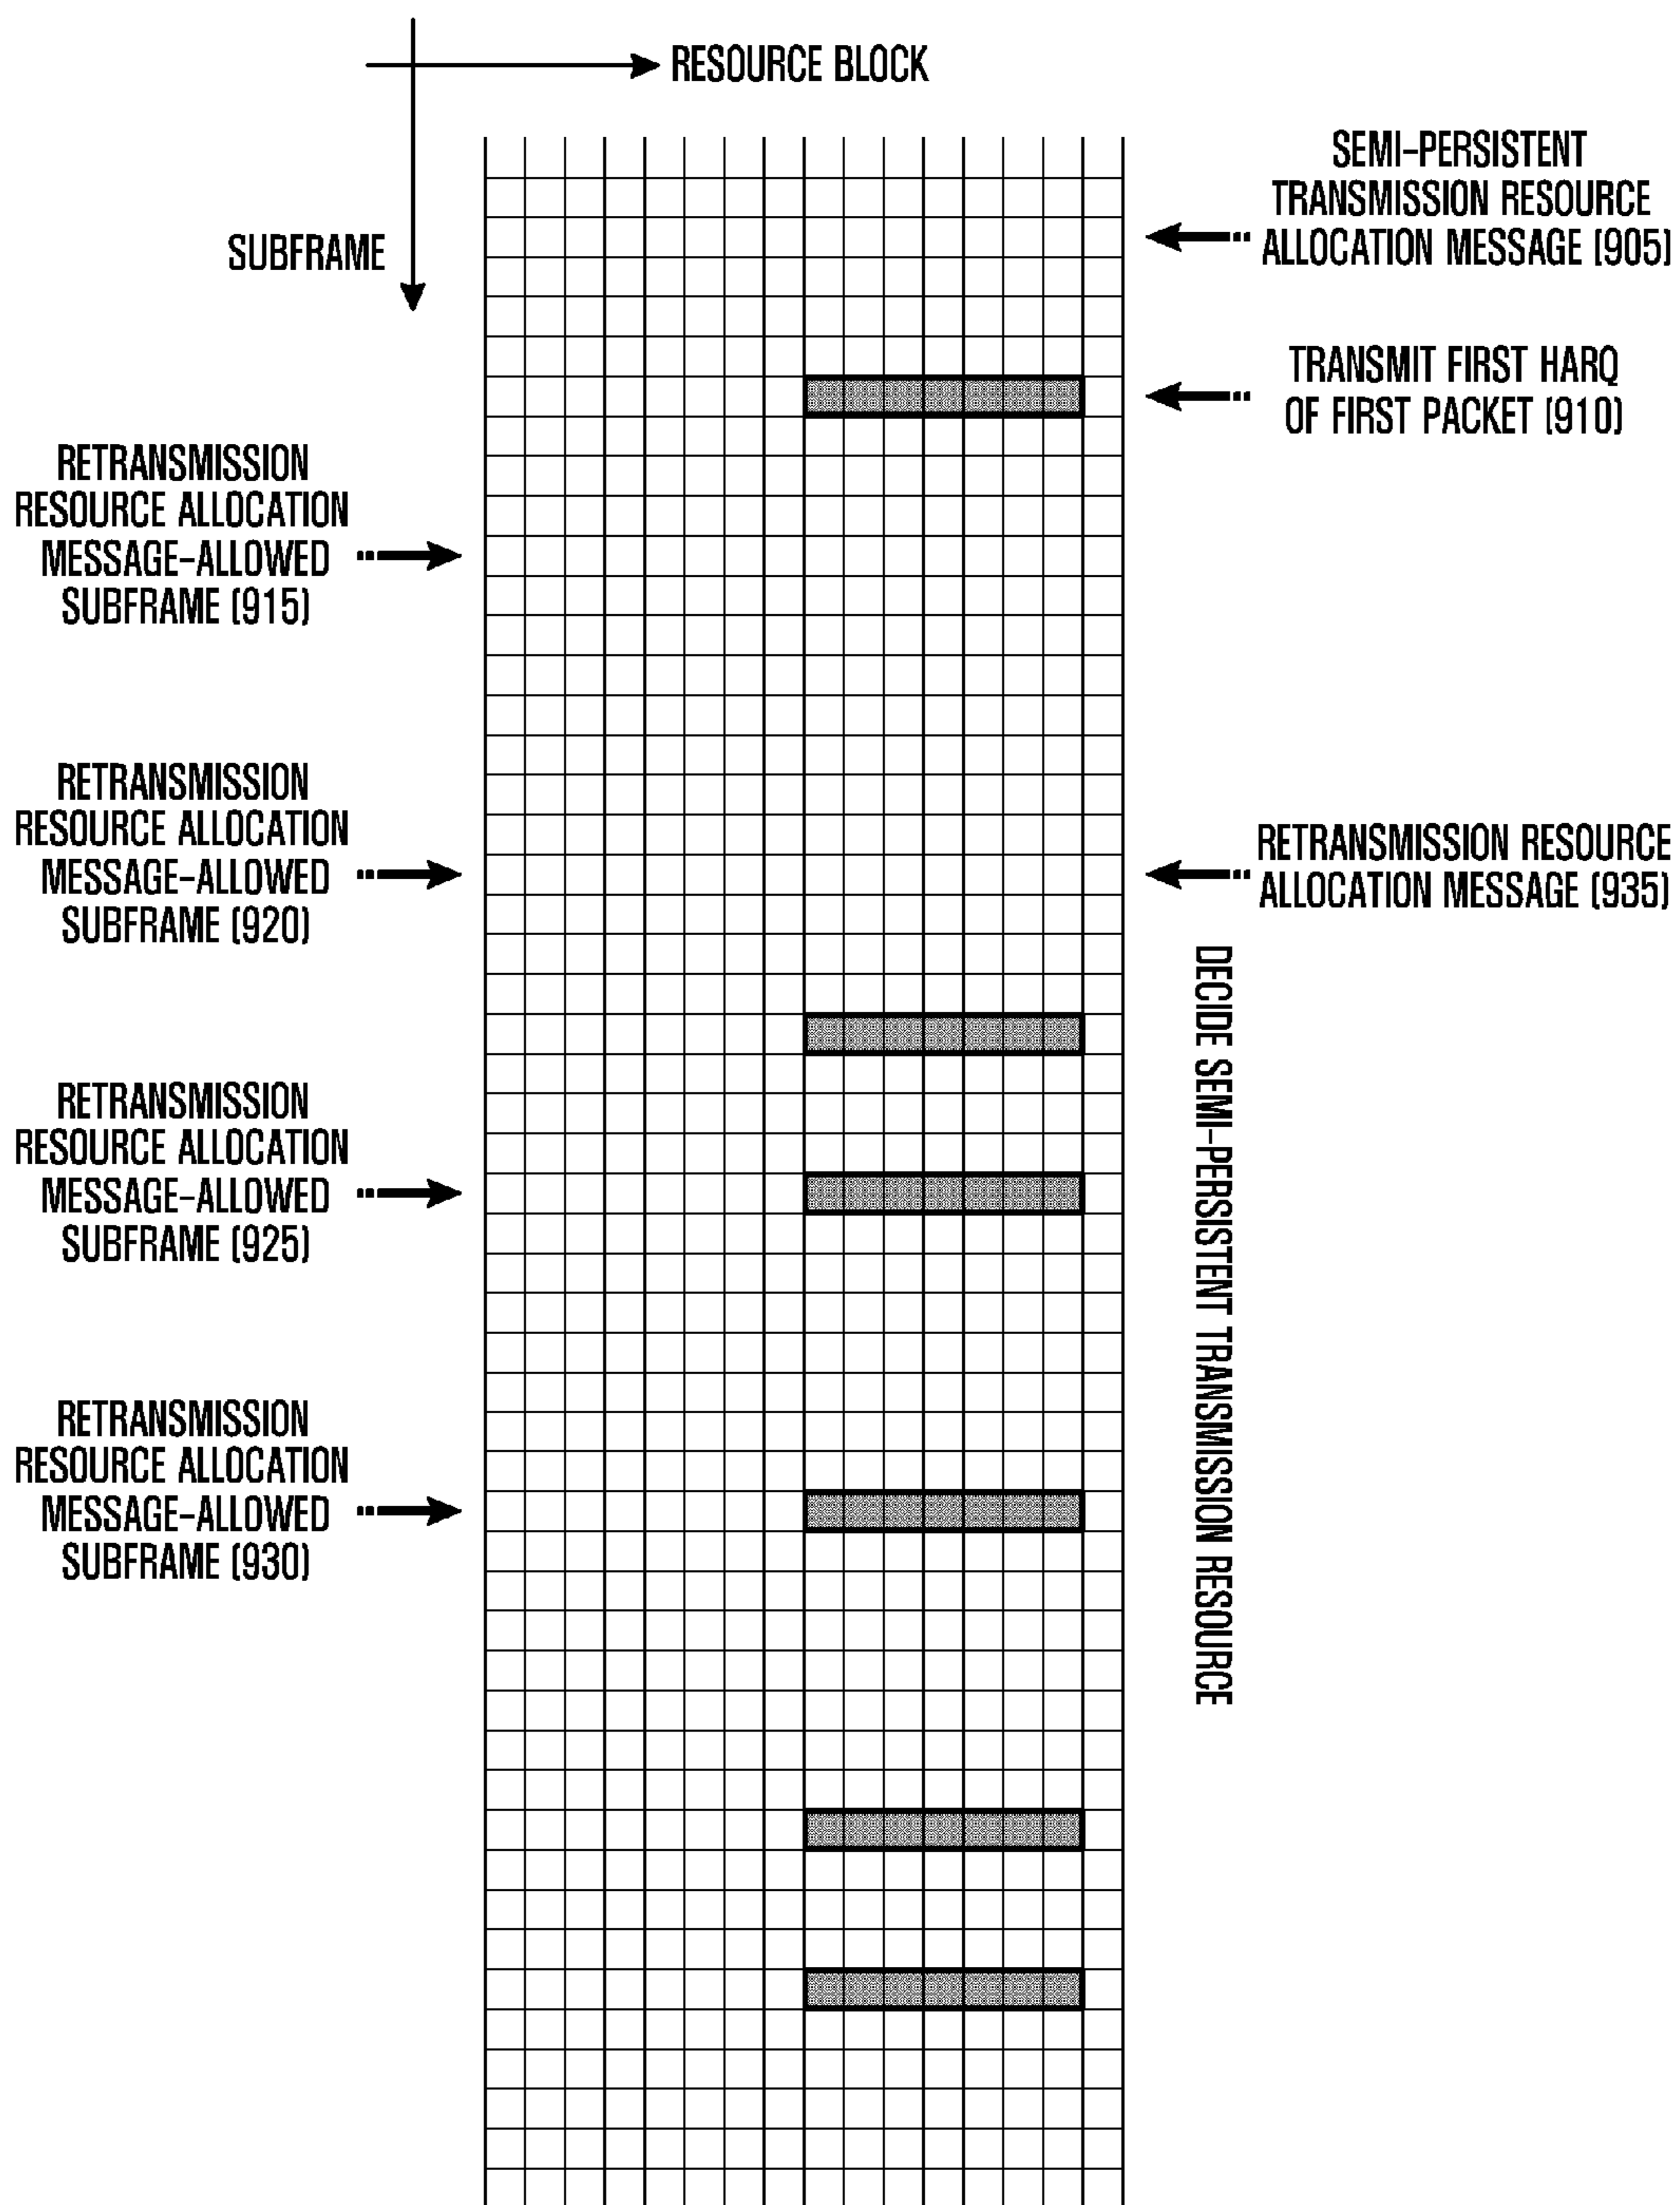 RESOURCE BLOCK
SUBFRAME
SEMI-PERSISTENT
TRANSMISSION RESOURCE
ALLOCATION MESSAGE (905)
TRANSMIT FIRST HARQ
OF FIRST PACKET (910)
RETRANSMISSION
RESOURCE ALLOCATION
MESSAGE-ALLOWED
SUBFRAME (915)
RETRANSMISSION
RESOURCE ALLOCATION
MESSAGE-ALLOWED
SUBFRAME (920)
RETRANSMISSION RESOURCE
ALLOCATION MESSAGE (935)
DECIDE SEMI-PERSISTENT TRANSMISSION RESOURCE
RETRANSMISSION
RESOURCE ALLOCATION
MESSAGE-ALLOWED
SUBFRAME (925)
RETRANSMISSION
RESOURCE ALLOCATION
MESSAGE-ALLOWED
SUBFRAME (930)